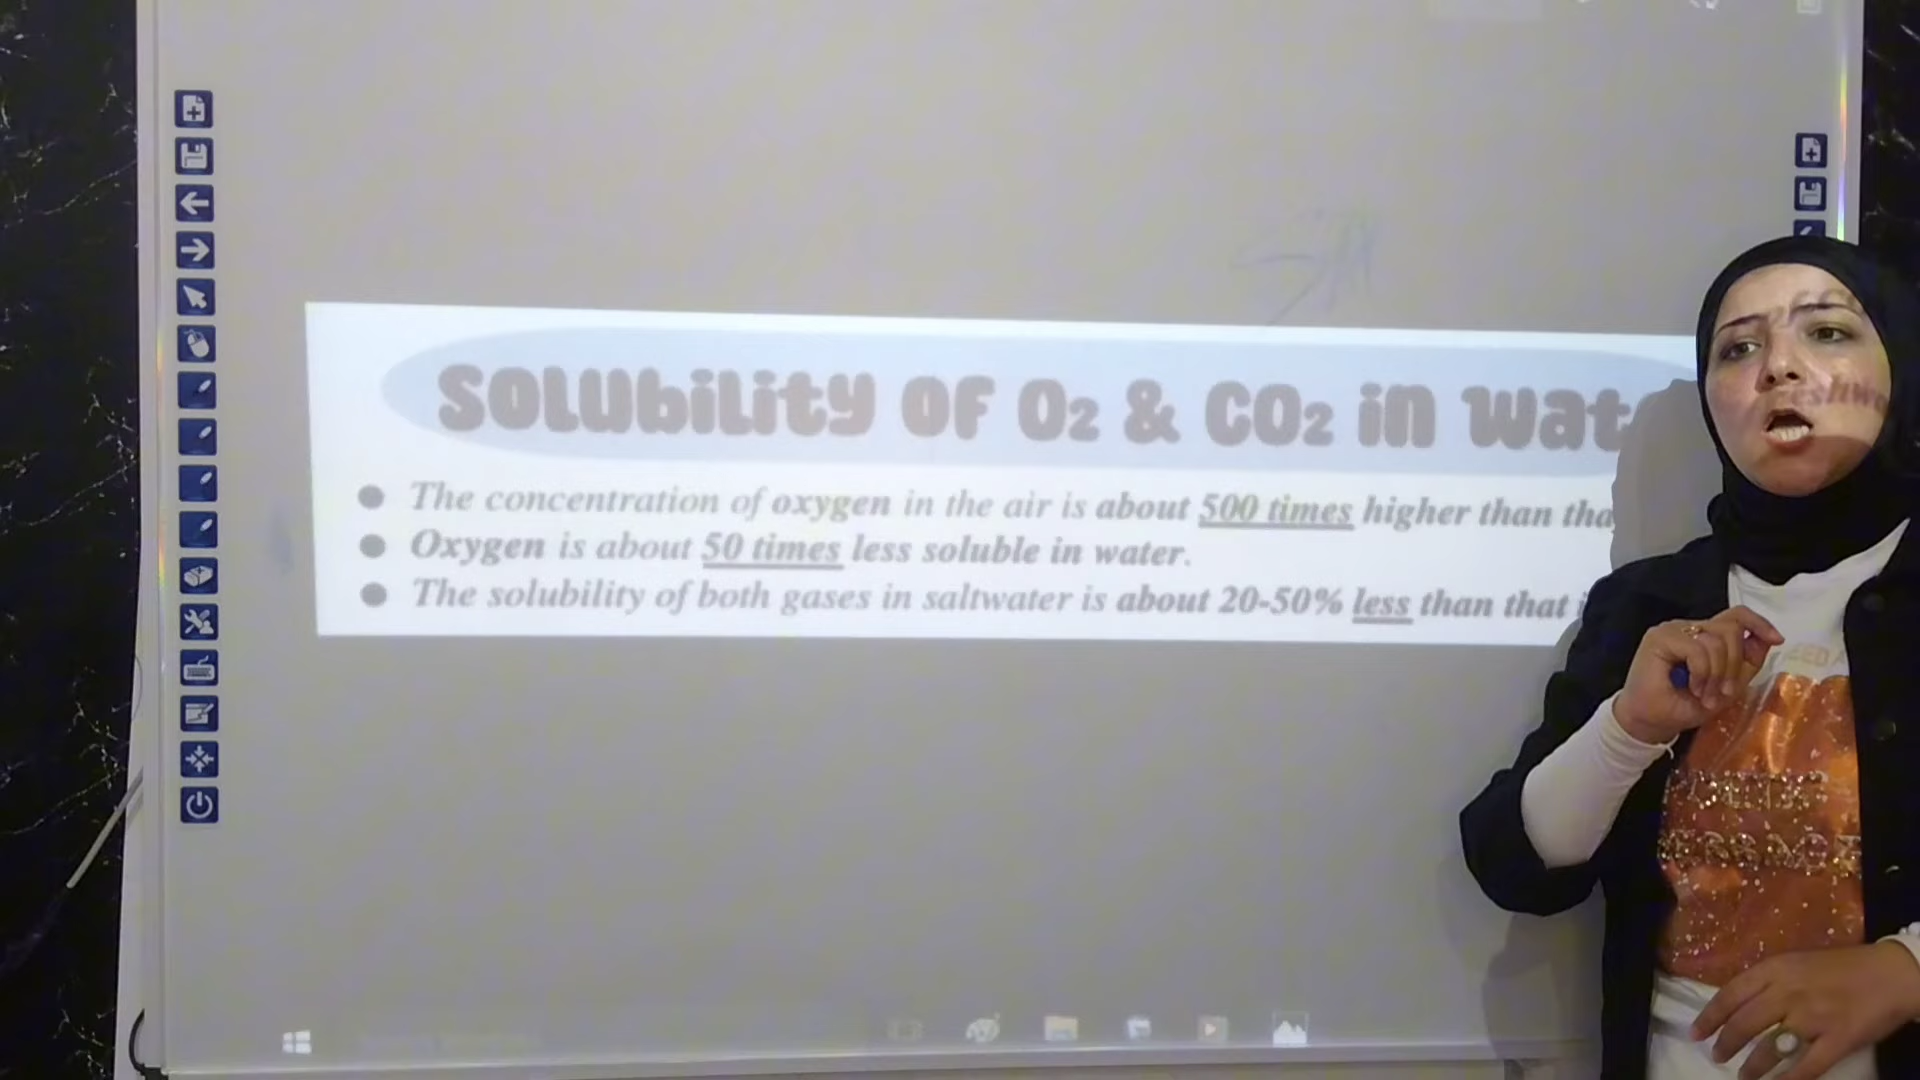 SOLUBILITY OF O2 & CO2 in Wat
The concentration of oxygen in the air is about 500 times higher than tha
Oxygen is about 50 times less soluble in water.
The solubility of both gases in saltwater is about 20-50% less than that i